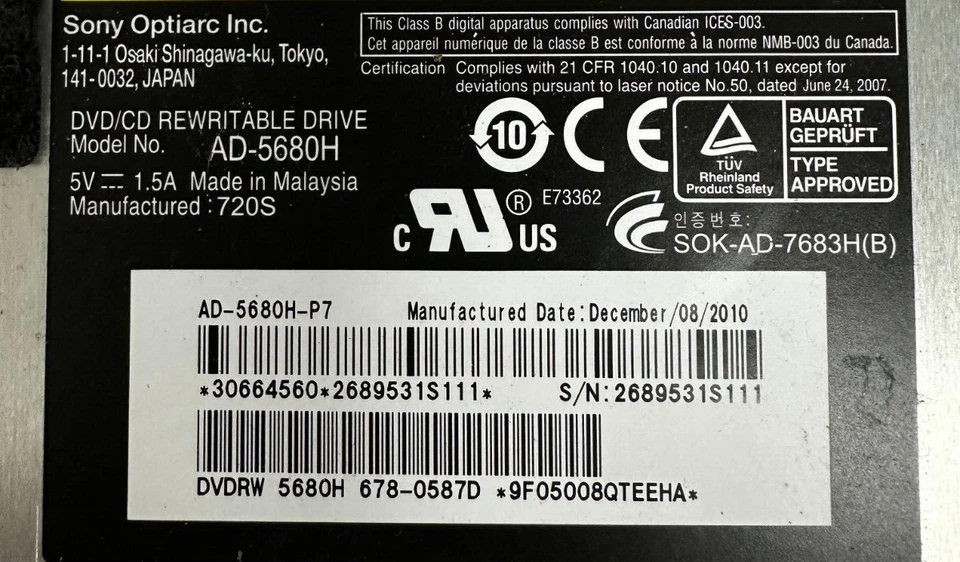 Sony Optiarc Inc.
1-11-1 Osaki Shinagawa-ku, Tokyo,
141-0032, JAPAN
This Class B digital apparatus complies with Canadian ICES-003.
Cet appareil numérique de la classe B est conforme à la norme NMB-003 du Canada.
Certification Complies with 21 CFR 1040.10 and 1040.11 except for
deviations pursuant to laser notice No.50, dated June 24, 2007.
DVD/CD REWRITABLE DRIVE
Model No. AD-5680H
5V⎓ 1.5A Made in Malaysia
Manufactured : 720S
10
CE
TÜV
Rheinland
Product Safety
BAUART
GEPRÜFT
TYPE
APPROVED
C RU ® US
E73362
인증번호:
SOK-AD-7683H(B)
AD-5680H-P7 Manufactured Date:December/08/2010
*30664560*2689531S111* S/N:2689531S111
DVDRW 5680H 678-0587D *9F05008QTEEHA*